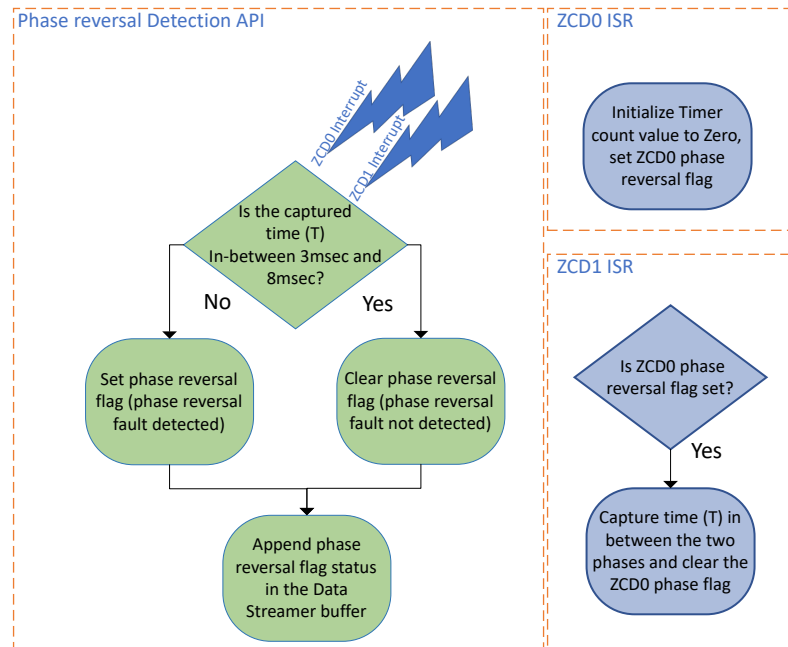 Phase reversal Detection API
ZCD0 Interrupt
ZCD1 Interrupt
Is the captured
time (T)
In-between 3msec and
8msec?
No
Yes
Set phase reversal
flag (phase reversal
fault detected)
Clear phase reversal
flag (phase reversal
fault not detected)
Append phase
reversal flag status
in the Data
Streamer buffer
ZCD0 ISR
Initialize Timer
count value to Zero,
set ZCD0 phase
reversal flag
ZCD1 ISR
Is ZCD0 phase
reversal flag set?
Yes
Capture time (T) in
between the two
phases and clear the
ZCD0 phase flag